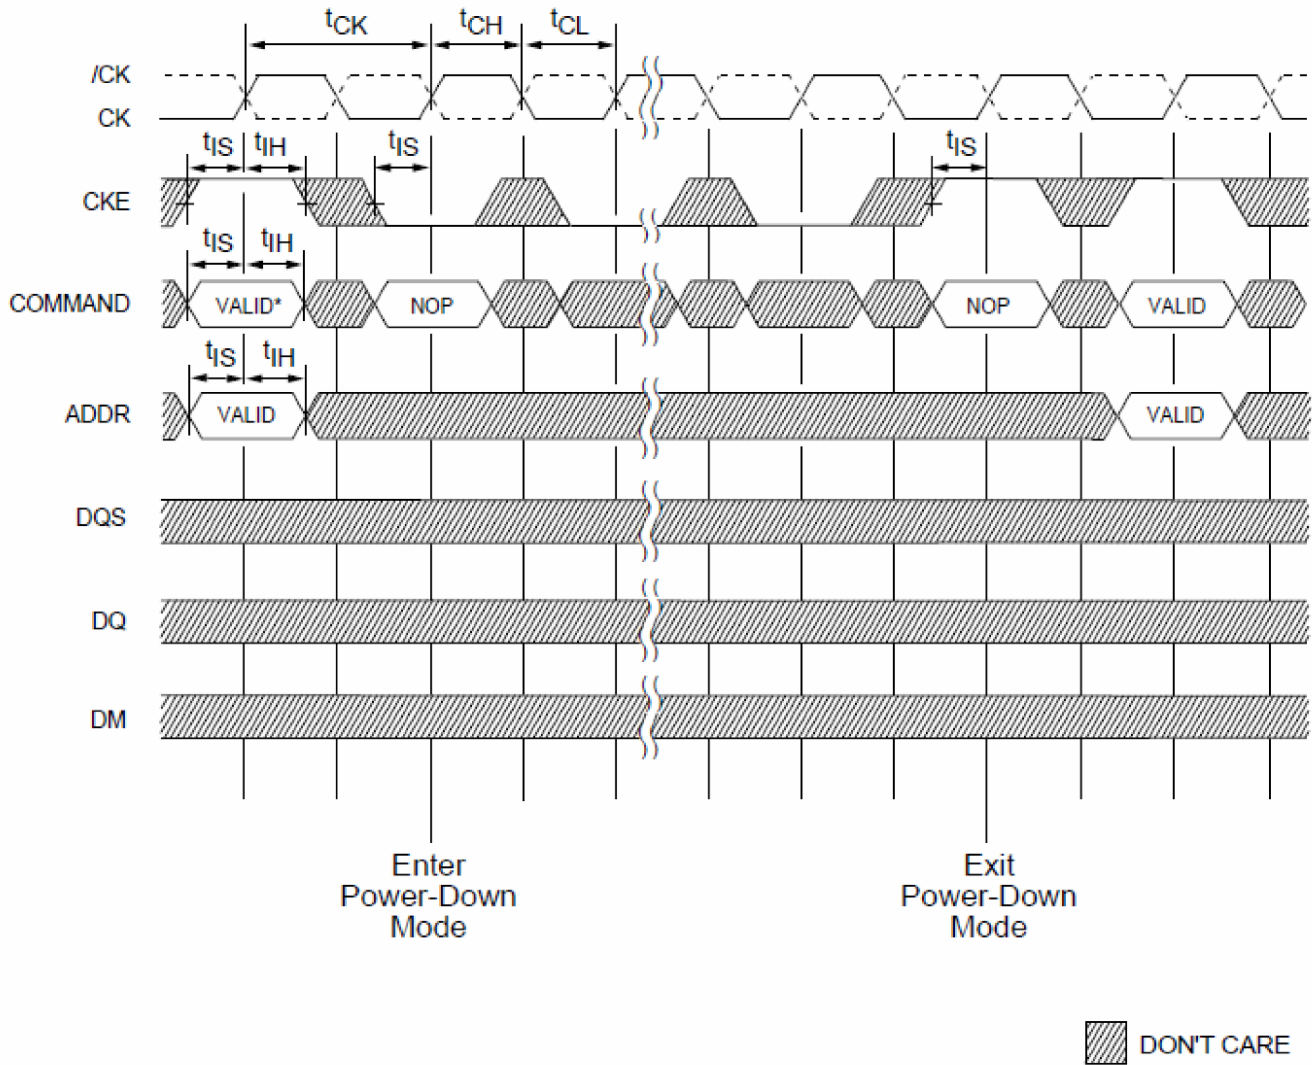 tCK tCH tCL
/CK
CK
tIS tIH tIS tIS
CKE
tIS tIH
COMMAND VALID* NOP NOP VALID
tIS tIH
ADDR VALID VALID
DQS
DQ
DM
Enter Exit
Power-Down Power-Down
Mode Mode
DON'T CARE